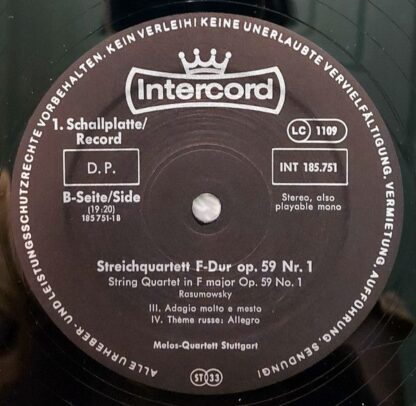 ALLE URHEBER- UND LEISTUNGSSCHUTZRECHTE VORBEHALTEN. KEIN VERLEIH! KEINE UNERLAUBTE VERVIELFÄLTIGUNG, VERMIETUNG, AUFFÜHRUNG, SENDUNG!
Intercord
1. Schallplatte/
Record
LC 1109
D. P.
INT 185.751
B-Seite/Side
(19:20)
185 751-1B
Stereo, also
playable mono
Streichquartett F-Dur op. 59 Nr. 1
String Quartet in F major Op. 59 No. 1
Rasumowsky
III. Adagio molto e mesto
IV. Thème russe: Allegro
Melos-Quartett Stuttgart
ST 33